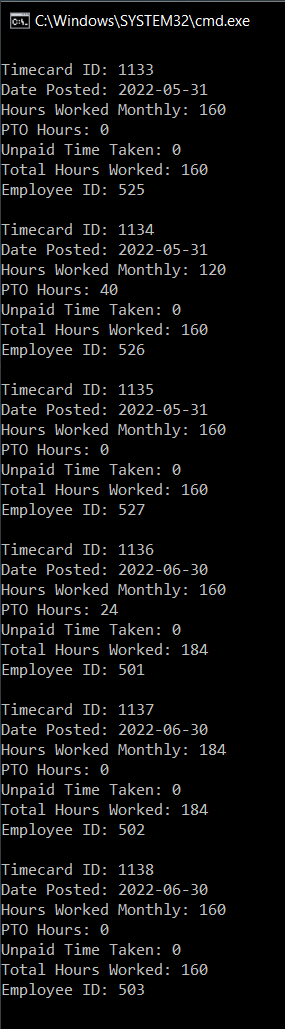 C:\Windows\SYSTEM32\cmd.exe
Timecard ID: 1133
Date Posted: 2022-05-31
Hours Worked Monthly: 160
PTO Hours: 0
Unpaid Time Taken: 0
Total Hours Worked: 160
Employee ID: 525
Timecard ID: 1134
Date Posted: 2022-05-31
Hours Worked Monthly: 120
PTO Hours: 40
Unpaid Time Taken: 0
Total Hours Worked: 160
Employee ID: 526
Timecard ID: 1135
Date Posted: 2022-05-31
Hours Worked Monthly: 160
PTO Hours: 0
Unpaid Time Taken: 0
Total Hours Worked: 160
Employee ID: 527
Timecard ID: 1136
Date Posted: 2022-06-30
Hours Worked Monthly: 160
PTO Hours: 24
Unpaid Time Taken: 0
Total Hours Worked: 184
Employee ID: 501
Timecard ID: 1137
Date Posted: 2022-06-30
Hours Worked Monthly: 184
PTO Hours: 0
Unpaid Time Taken: 0
Total Hours Worked: 184
Employee ID: 502
Timecard ID: 1138
Date Posted: 2022-06-30
Hours Worked Monthly: 160
PTO Hours: 0
Unpaid Time Taken: 0
Total Hours Worked: 160
Employee ID: 503